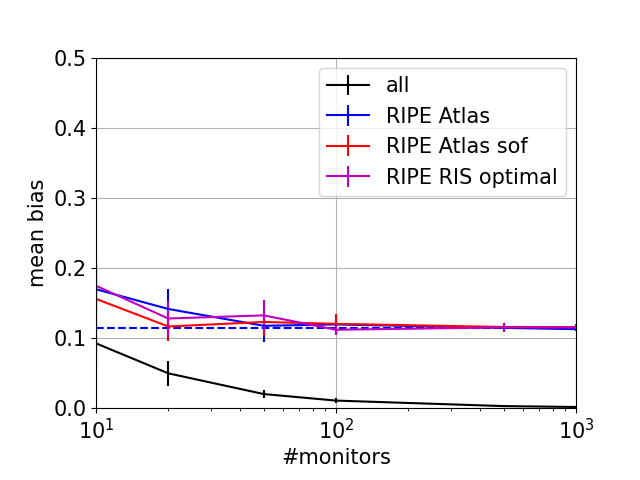 0.5
0.4
0.3
0.2
0.1
0.0
mean bias
all
RIPE Atlas
RIPE Atlas sof
RIPE RIS optimal
10^1
10^2
10^3
#monitors